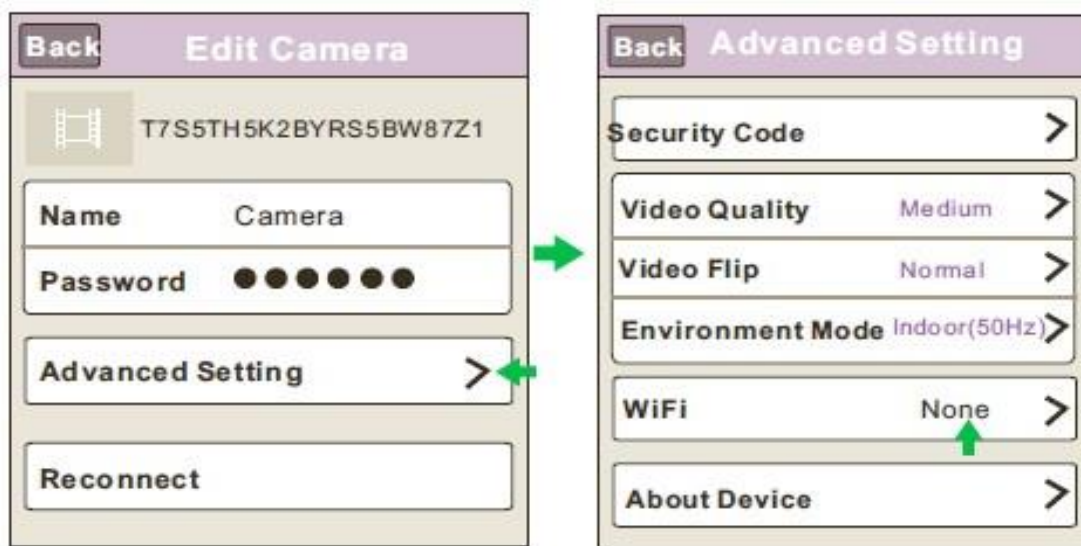 Back Edit Camera
T7S5TH5K2BYRS5BW87Z1
Name Camera
Password ●●●●●●
Advanced Setting >
Reconnect
Back Advanced Setting
Security Code >
Video Quality Medium >
Video Flip Normal >
Environment Mode Indoor(50Hz) >
WiFi None >
About Device >